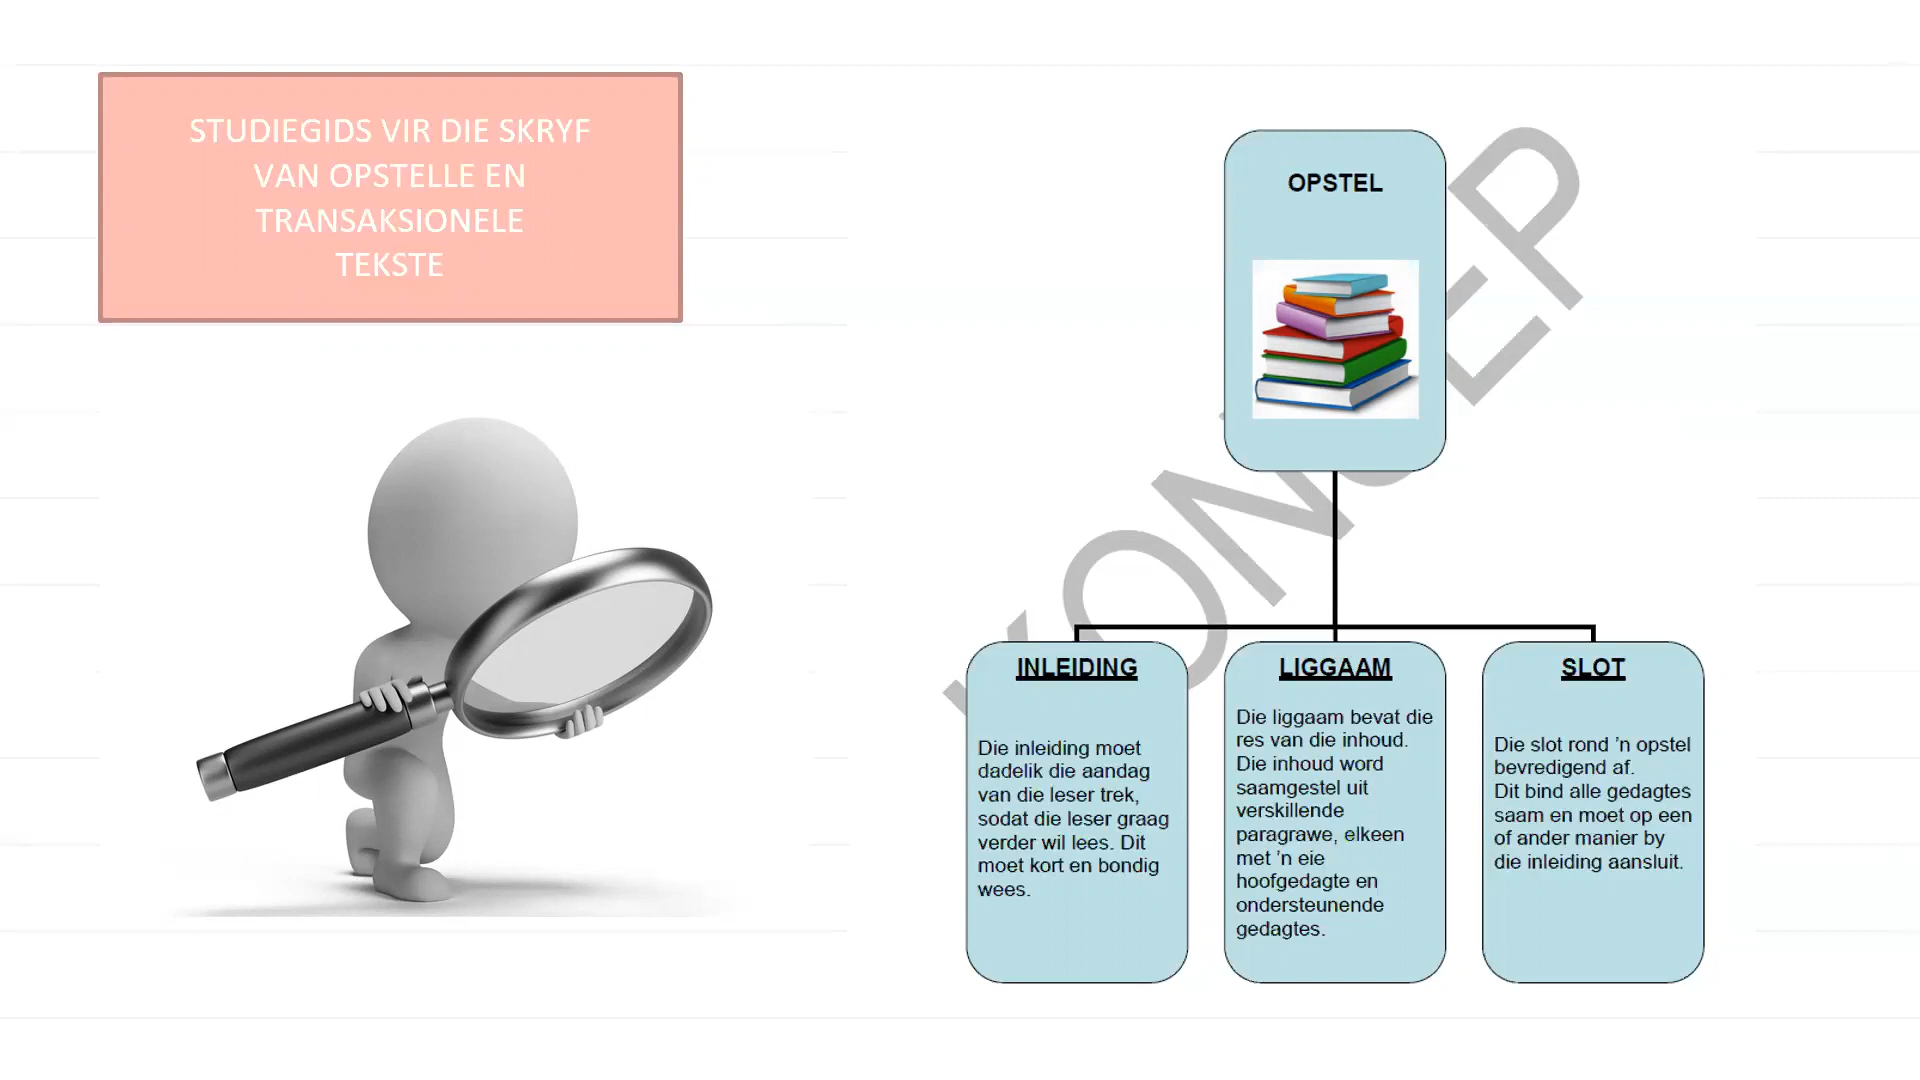 STUDIEGIDS VIR DIE SKRYF
VAN OPSTELLE EN
TRANSAKSIONELE
TEKSTE
OPSTEL
KONSEP
INLEIDING
Die inleiding moet
dadelik die aandag
van die leser trek,
sodat die leser graag
verder wil lees. Dit
moet kort en bondig
wees.
LIGGAAM
Die liggaam bevat die
res van die inhoud.
Die inhoud word
saamgestel uit
verskillende
paragrawe, elkeen
met 'n eie
hoofgedagte en
ondersteunende
gedagtes.
SLOT
Die slot rond 'n opstel
bevredigend af.
Dit bind alle gedagtes
saam en moet op een
of ander manier by
die inleiding aansluit.